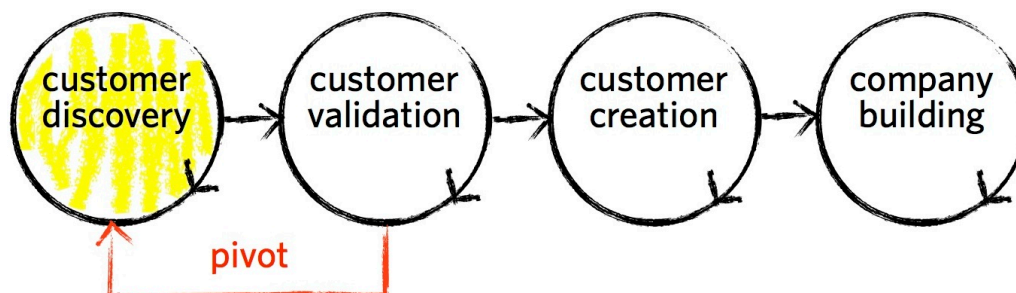 customer
discovery
customer
validation
customer
creation
company
building
pivot